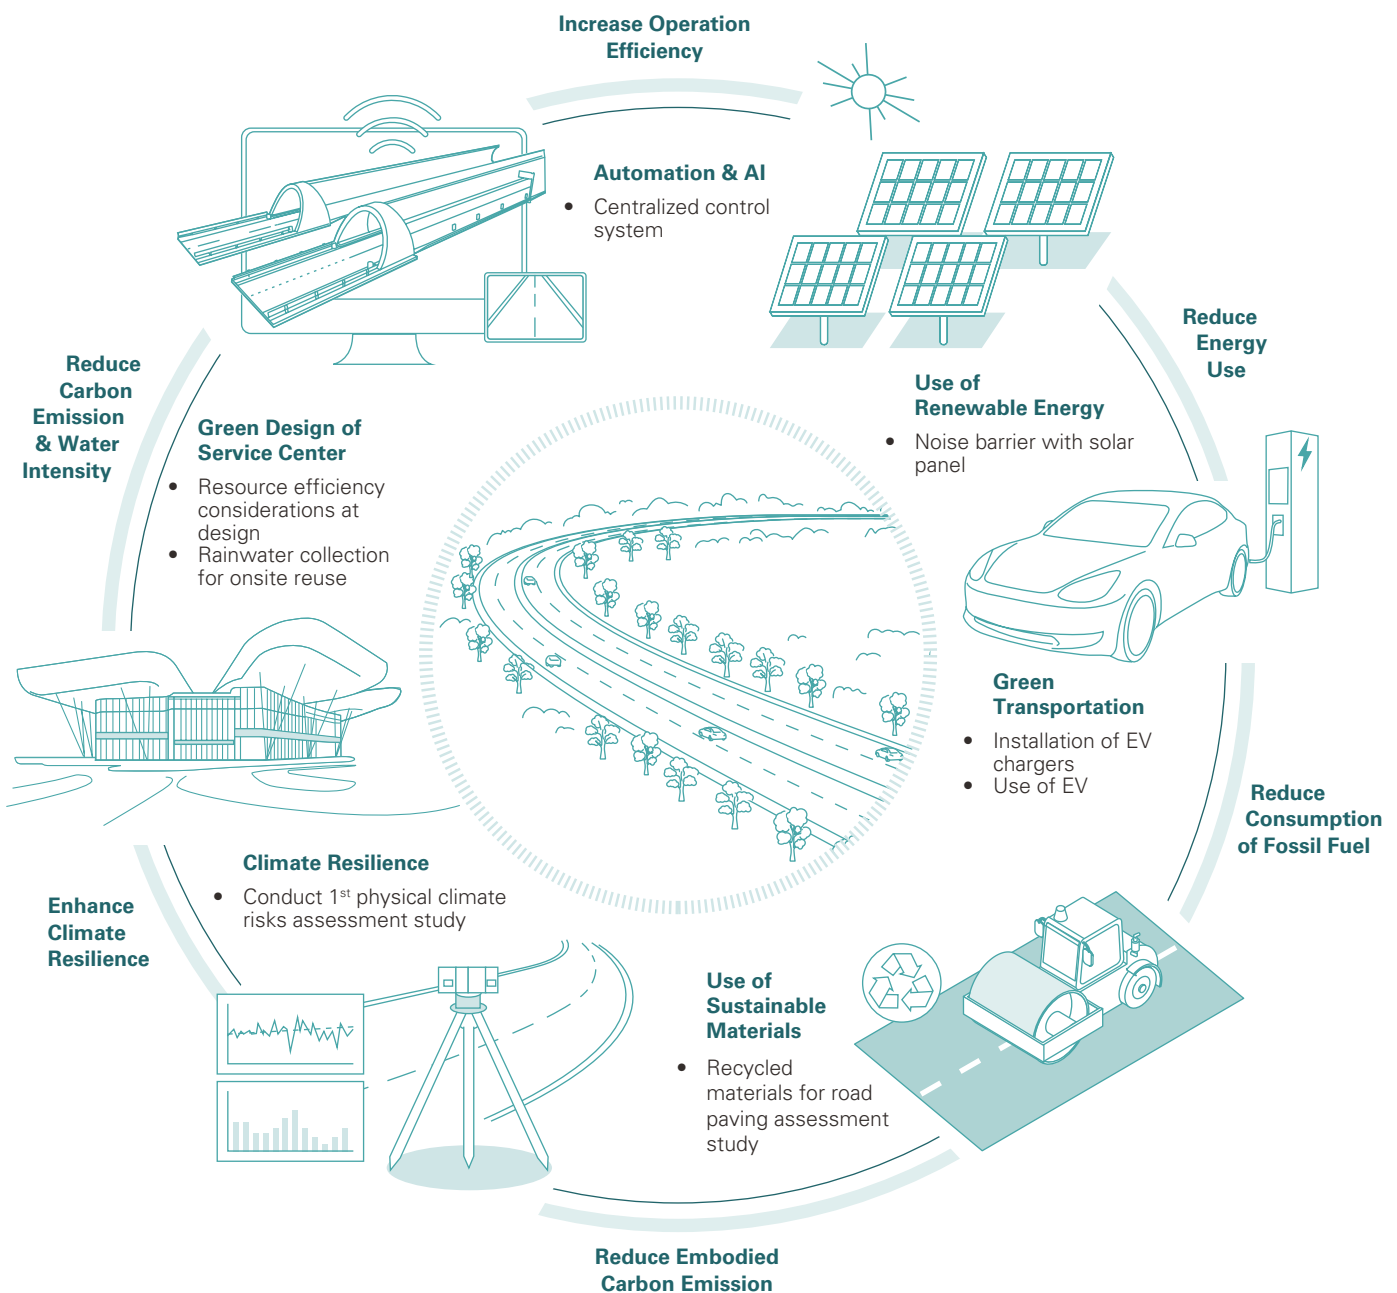 Increase Operation
Efficiency
Automation & AI
• Centralized control
system
Reduce
Energy
Use
Use of
Renewable Energy
• Noise barrier with solar
panel
Green
Transportation
• Installation of EV
chargers
• Use of EV
Reduce
Consumption
of Fossil Fuel
Use of
Sustainable
Materials
• Recycled
materials for road
paving assessment
study
Reduce Embodied
Carbon Emission
Climate Resilience
• Conduct 1st physical climate
risks assessment study
Enhance
Climate
Resilience
Green Design of
Service Center
• Resource efficiency
considerations at
design
• Rainwater collection
for onsite reuse
Reduce
Carbon
Emission
& Water
Intensity